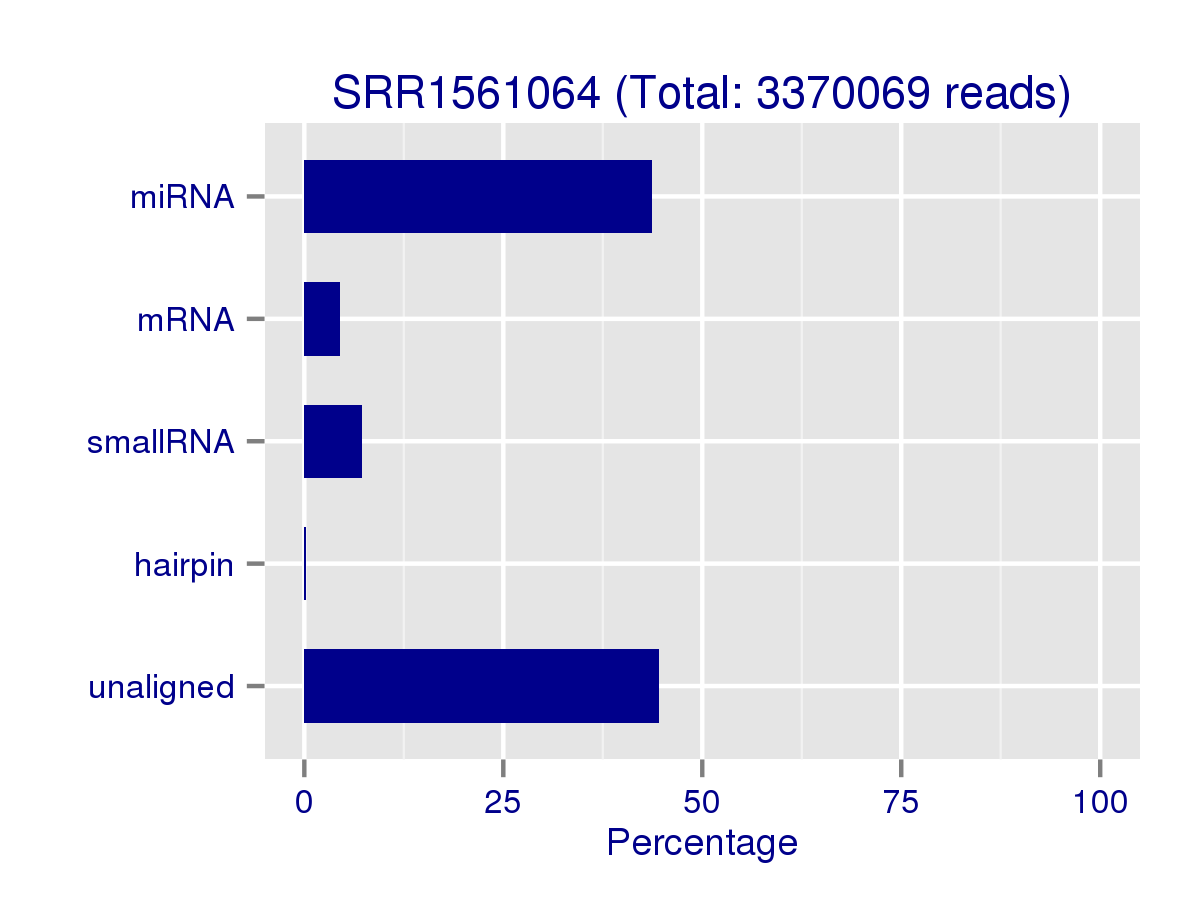 SRR1561064 (Total: 3370069 reads)
miRNA
mRNA
smallRNA
hairpin
unaligned
0 25 50 75 100
Percentage